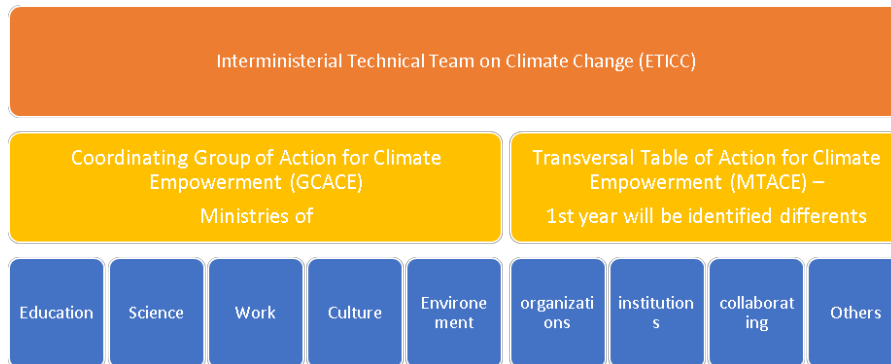 Interministerial Technical Team on Climate Change (ETICC)
Coordinating Group of Action for Climate
Empowerment (GCACE)
Ministries of
Transversal Table of Action for Climate
Empowerment (MTACE) –
1st year will be identified differents
Education
Science
Work
Culture
Environe
ment
organizati
ons
institution
s
collaborat
ing
Others